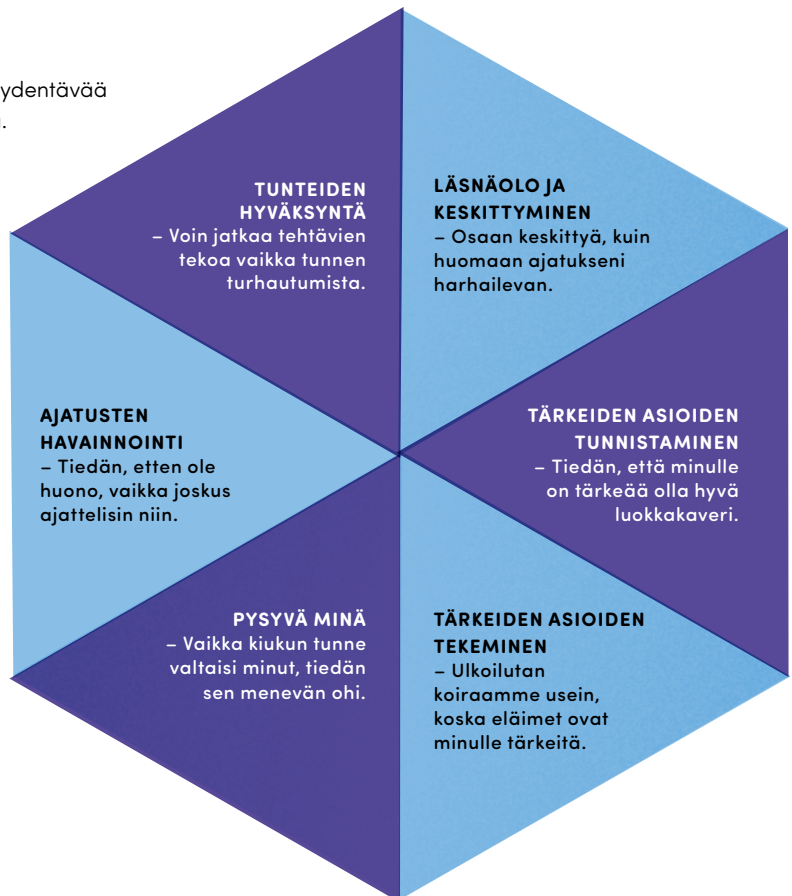 ydentävää
TUNTEIDEN
HYVÄKSYNTÄ
– Voin jatkaa tehtävien
tekoa vaikka tunnen
turhautumista.
LÄSNÄOLO JA
KESKITTYMINEN
– Osaan keskittyä, kuin
huomaan ajatukseni
harhailevan.
AJATUSTEN
HAVAINNOINTI
– Tiedän, etten ole
huono, vaikka joskus
ajattelisin niin.
TÄRKEIDEN ASIOIDEN
TUNNISTAMINEN
– Tiedän, että minulle
on tärkeää olla hyvä
luokkakaveri.
PYSYVÄ MINÄ
– Vaikka kiukun tunne
valtaisi minut, tiedän
sen menevän ohi.
TÄRKEIDEN ASIOIDEN
TEKEMINEN
– Ulkoilutan
koiraamme usein,
koska eläimet ovat
minulle tärkeitä.